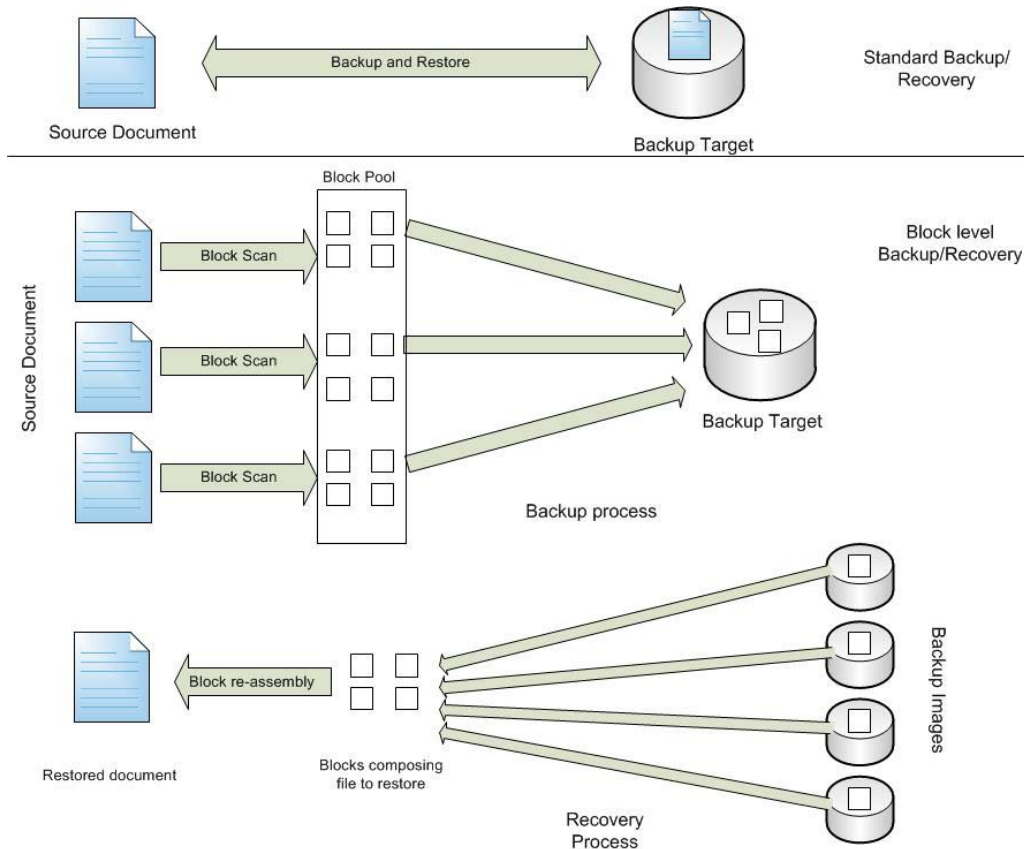 Backup and Restore
Standard Backup/
Recovery
Source Document
Backup Target
Block Pool
Block level
Backup/Recovery
Source Document
Block Scan
Block Scan
Block Scan
Backup Target
Backup process
Block re-assembly
Backup Images
Restored document
Blocks composing
file to restore
Recovery
Process